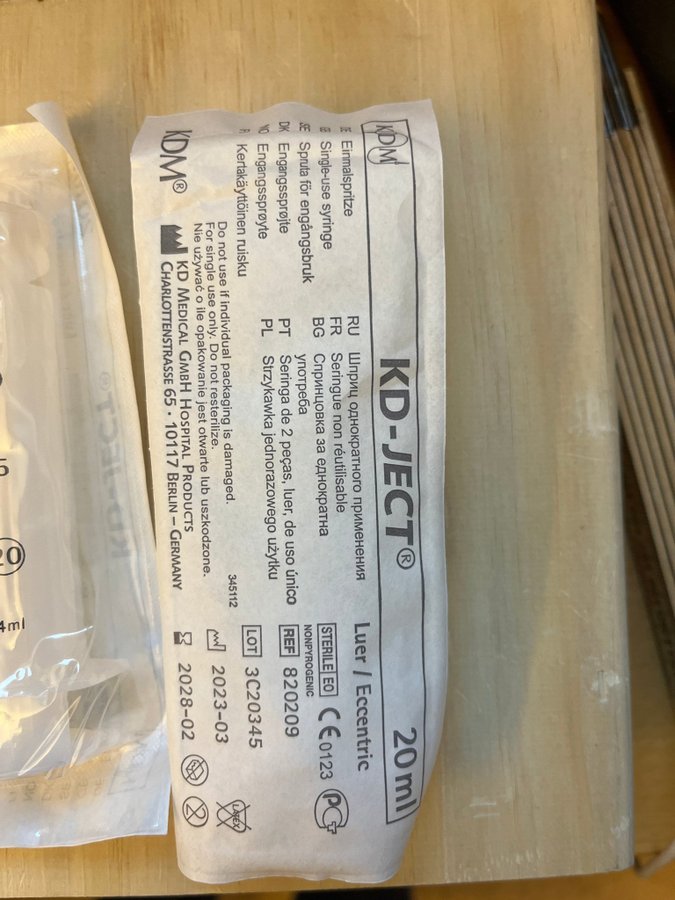 KDM
KD-JECT®
20 ml
DE Einmalspritze
GB Single-use syringe
SE Spruta för engångsbruk
DK Engangssprøjte
NO Engangssprøyte
FI Kertakäyttöinen ruisku
RU Шприц однократного применения
FR Seringue non réutilisable
BG Спринцовка за еднократна
употреба
PT Seringa de 2 peças, luer, de uso único
PL Strzykawka jednorazowego użytku
Luer / Eccentric
STERILE EO
NONPYROGENIC
CE 0123
REF 820209
LOT 3C20345
2023-03
2028-02
LATEX
2
345112
Do not use if individual packaging is damaged.
For single use only. Do not resterilize.
Nie używać o ile opakowanie jest otwarte lub uszkodzone.
KDM®
KD MEDICAL GMBH HOSPITAL PRODUCTS
CHARLOTTENSTRASSE 65 • 10117 BERLIN – GERMANY
KD-JECT®
20
4ml